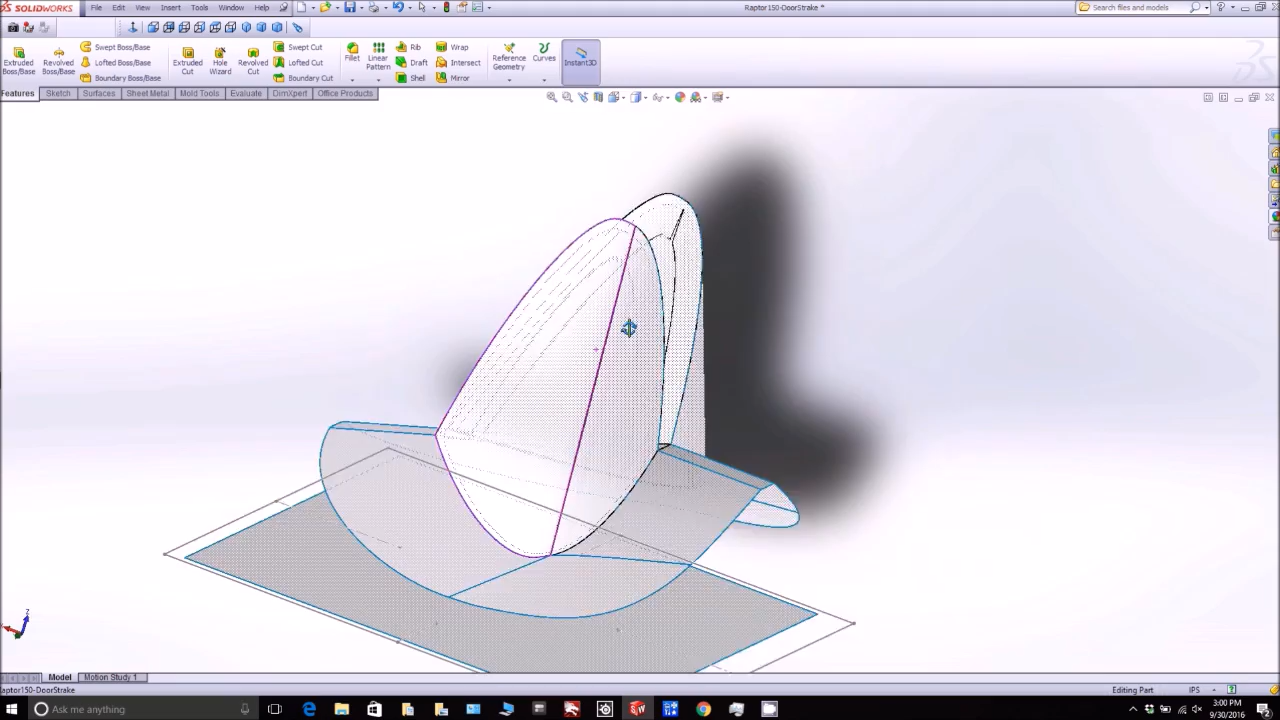 SOLIDWORKS File Edit View Insert Tools Window Help Raptor150-DoorStrake * Search files and models
Extruded Boss/Base Revolved Boss/Base Swept Boss/Base Lofted Boss/Base Boundary Boss/Base Extruded Cut Hole Wizard Revolved Cut Swept Cut Lofted Cut Boundary Cut Fillet Linear Pattern Rib Draft Shell Wrap Intersect Mirror Reference Geometry Curves Instant3D
Features Sketch Surfaces Sheet Metal Mold Tools Evaluate DimXpert Office Products
Z
Model Motion Study 1
Raptor150-DoorStrake Editing Part IPS
Ask me anything 3:00 PM
9/30/2016